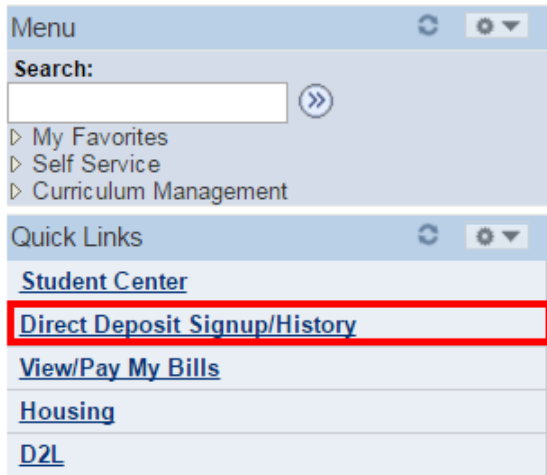 Menu
Search:
My Favorites
Self Service
Curriculum Management
Quick Links
Student Center
Direct Deposit Signup/History
View/Pay My Bills
Housing
D2L